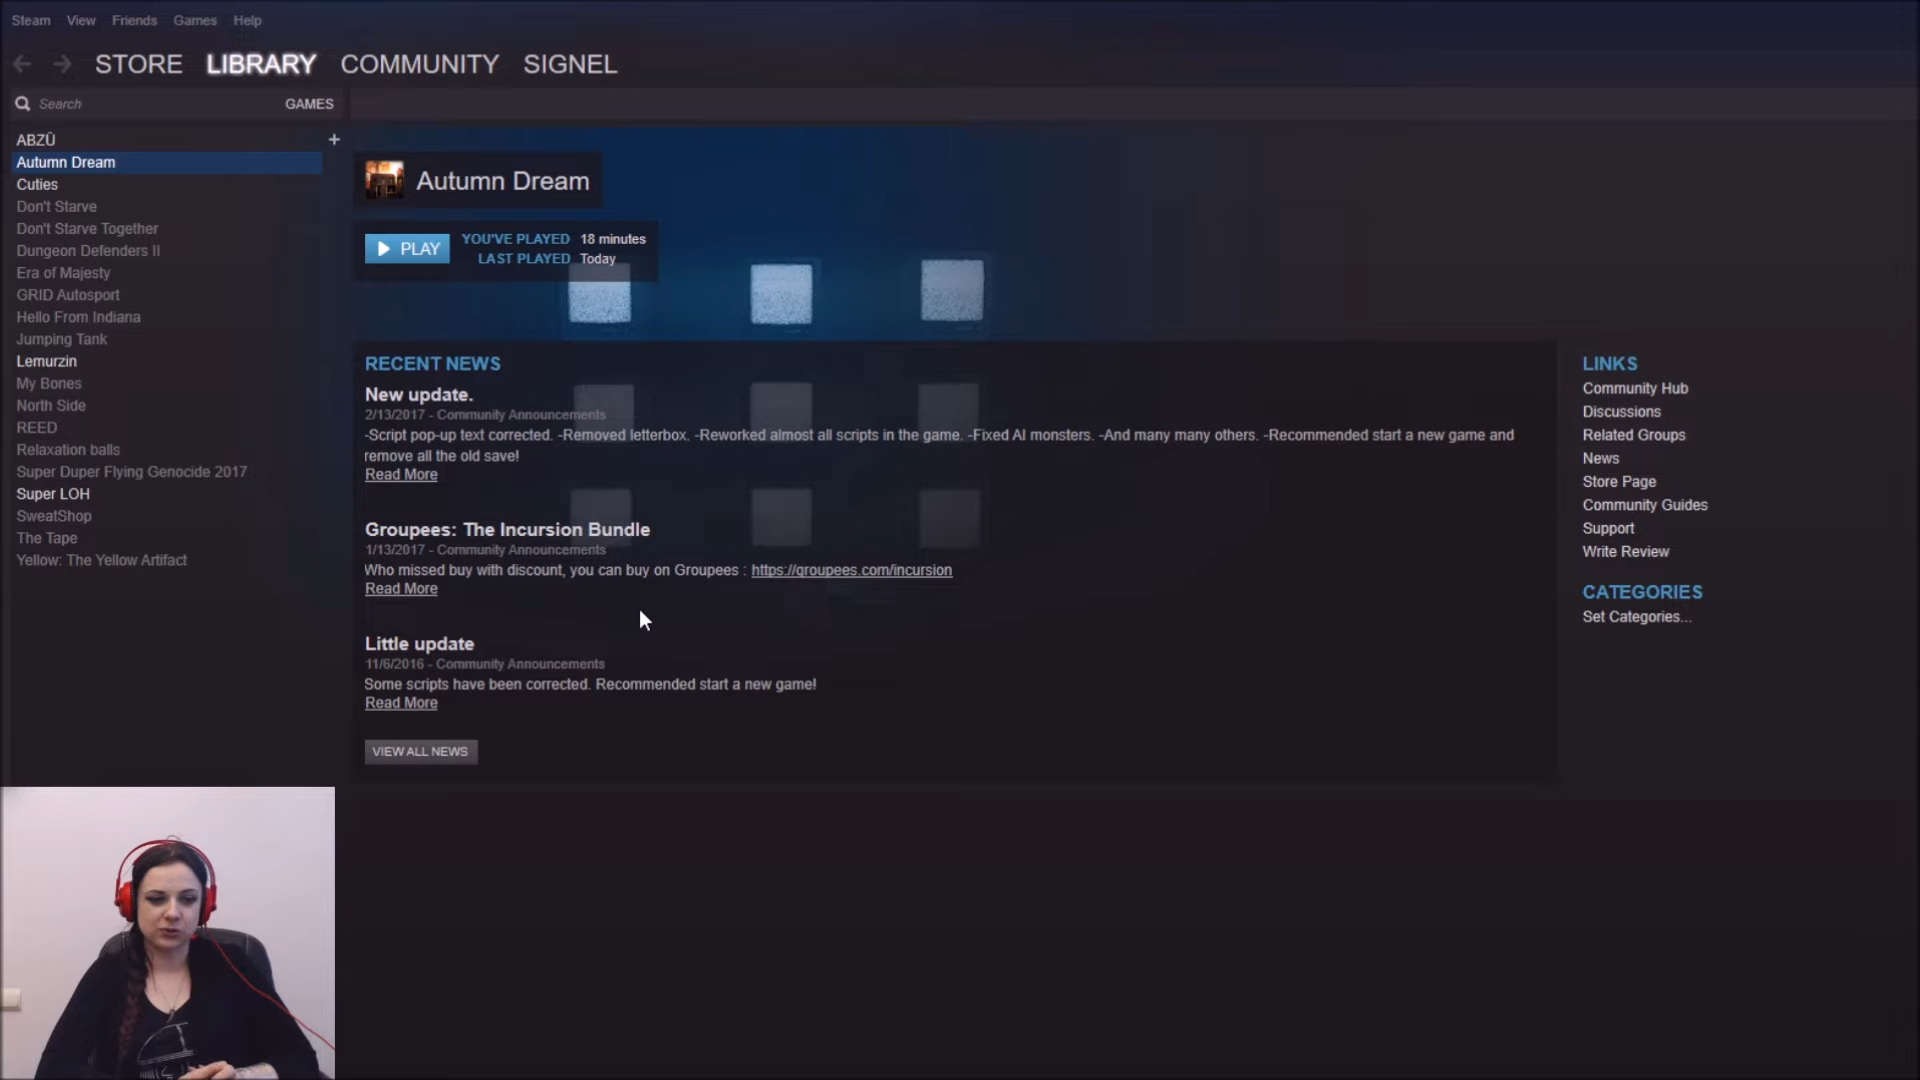 Steam View Friends Games Help
STORE LIBRARY COMMUNITY SIGNEL
Search GAMES
ABZÛ +
Autumn Dream
Cuties
Don't Starve
Don't Starve Together
Dungeon Defenders II
Era of Majesty
GRID Autosport
Hello From Indiana
Jumping Tank
Lemurzin
My Bones
North Side
REED
Relaxation balls
Super Duper Flying Genocide 2017
Super LOH
SweatShop
The Tape
Yellow: The Yellow Artifact
Autumn Dream
PLAY
YOU'VE PLAYED 18 minutes
LAST PLAYED Today
RECENT NEWS
New update.
2/13/2017 - Community Announcements
-Script pop-up text corrected. -Removed letterbox. -Reworked almost all scripts in the game. -Fixed AI monsters. -And many many others. -Recommended start a new game and
remove all the old save!
Read More
Groupees: The Incursion Bundle
1/13/2017 - Community Announcements
Who missed buy with discount, you can buy on Groupees : https://groupees.com/incursion
Read More
Little update
11/6/2016 - Community Announcements
Some scripts have been corrected. Recommended start a new game!
Read More
VIEW ALL NEWS
LINKS
Community Hub
Discussions
Related Groups
News
Store Page
Community Guides
Support
Write Review
CATEGORIES
Set Categories...